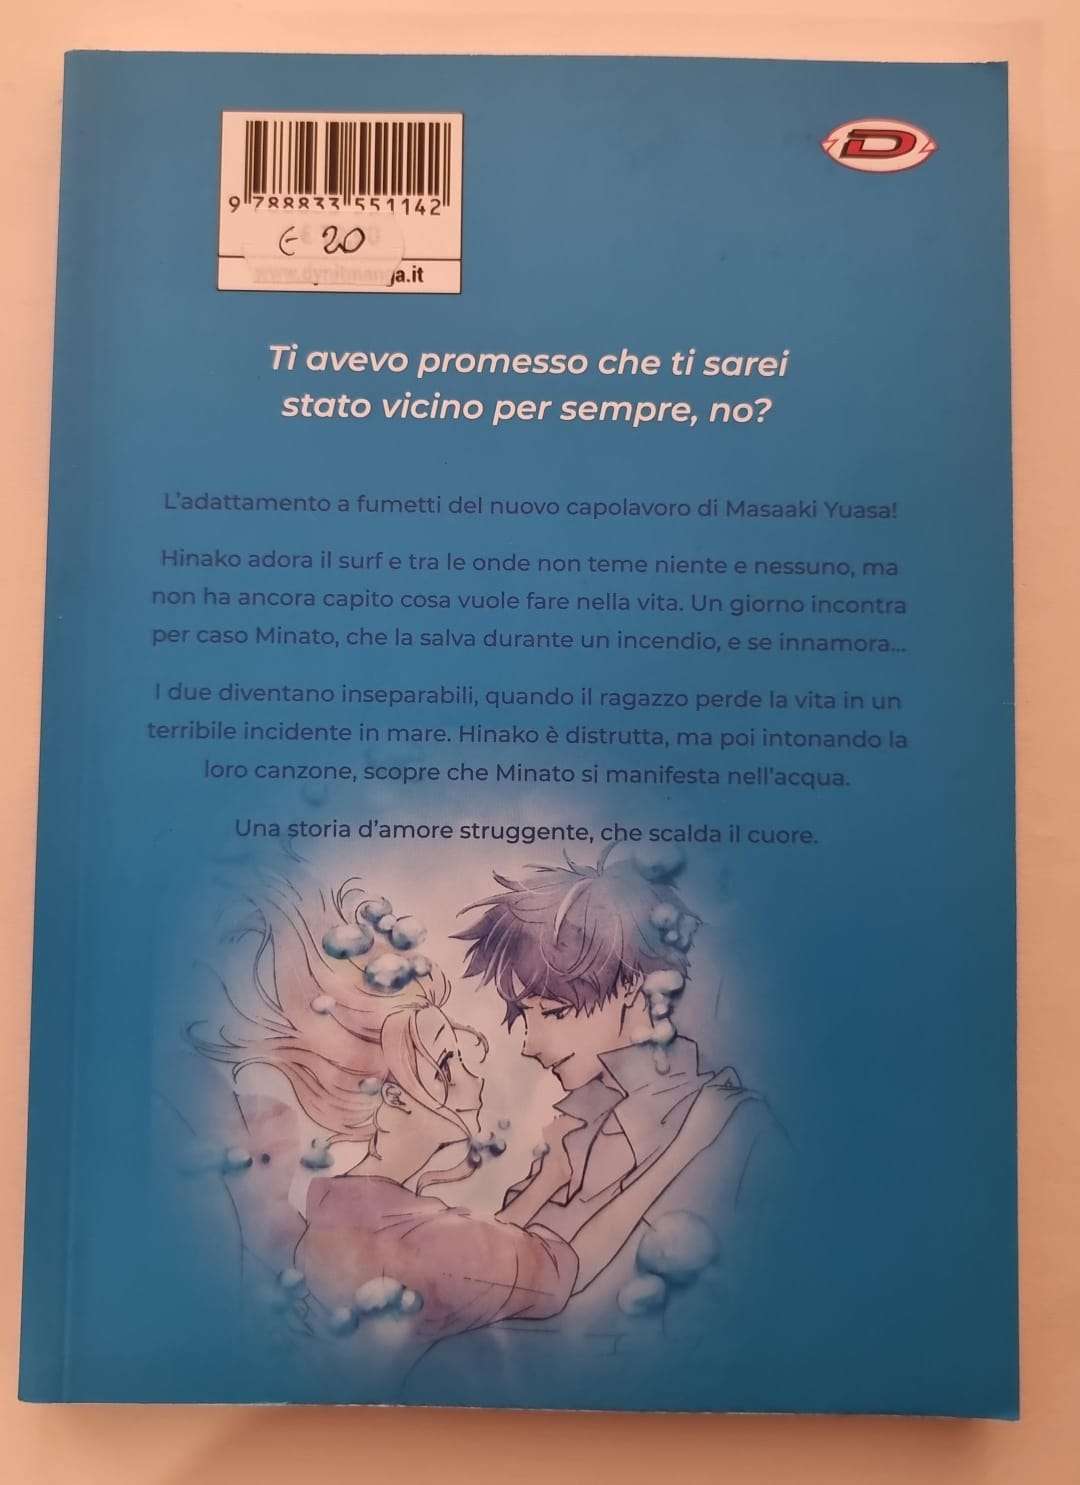 D
9 788833 551142
€ 20
www.dynitmanga.it
Ti avevo promesso che ti sarei
stato vicino per sempre, no?
L'adattamento a fumetti del nuovo capolavoro di Masaaki Yuasa!
Hinako adora il surf e tra le onde non teme niente e nessuno, ma
non ha ancora capito cosa vuole fare nella vita. Un giorno incontra
per caso Minato, che la salva durante un incendio, e se innamora...
I due diventano inseparabili, quando il ragazzo perde la vita in un
terribile incidente in mare. Hinako è distrutta, ma poi intonando la
loro canzone, scopre che Minato si manifesta nell'acqua.
Una storia d'amore struggente, che scalda il cuore.